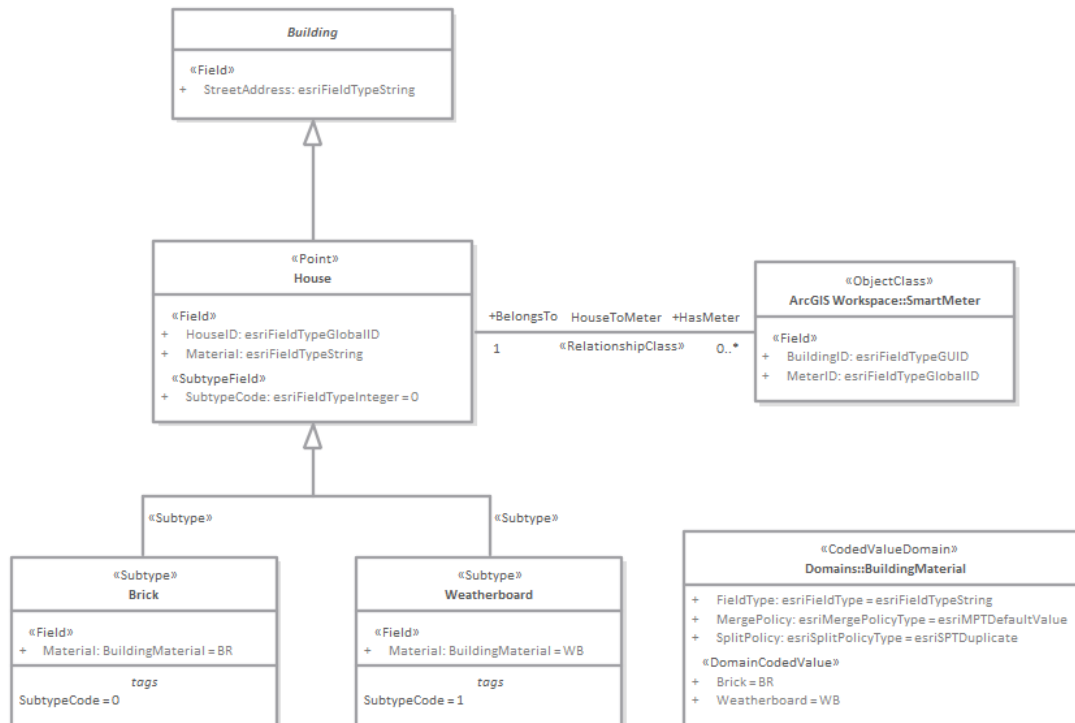 Building
«Field»
+ StreetAddress: esriFieldTypeString
«Point»
House
«Field»
+ HouseID: esriFieldTypeGlobalID
+ Material: esriFieldTypeString
«SubtypeField»
+ SubtypeCode: esriFieldTypeInteger = 0
+BelongsTo HouseToMeter +HasMeter
1 «RelationshipClass» 0..*
«ObjectClass»
ArcGIS Workspace::SmartMeter
«Field»
+ BuildingID: esriFieldTypeGUID
+ MeterID: esriFieldTypeGlobalID
«Subtype» «Subtype»
«Subtype»
Brick
«Field»
+ Material: BuildingMaterial = BR
tags
SubtypeCode = 0
«Subtype»
Weatherboard
«Field»
+ Material: BuildingMaterial = WB
tags
SubtypeCode = 1
«CodedValueDomain»
Domains::BuildingMaterial
+ FieldType: esriFieldType = esriFieldTypeString
+ MergePolicy: esriMergePolicyType = esriMPTDefaultValue
+ SplitPolicy: esriSplitPolicyType = esriSPTDuplicate
«DomainCodedValue»
+ Brick = BR
+ Weatherboard = WB